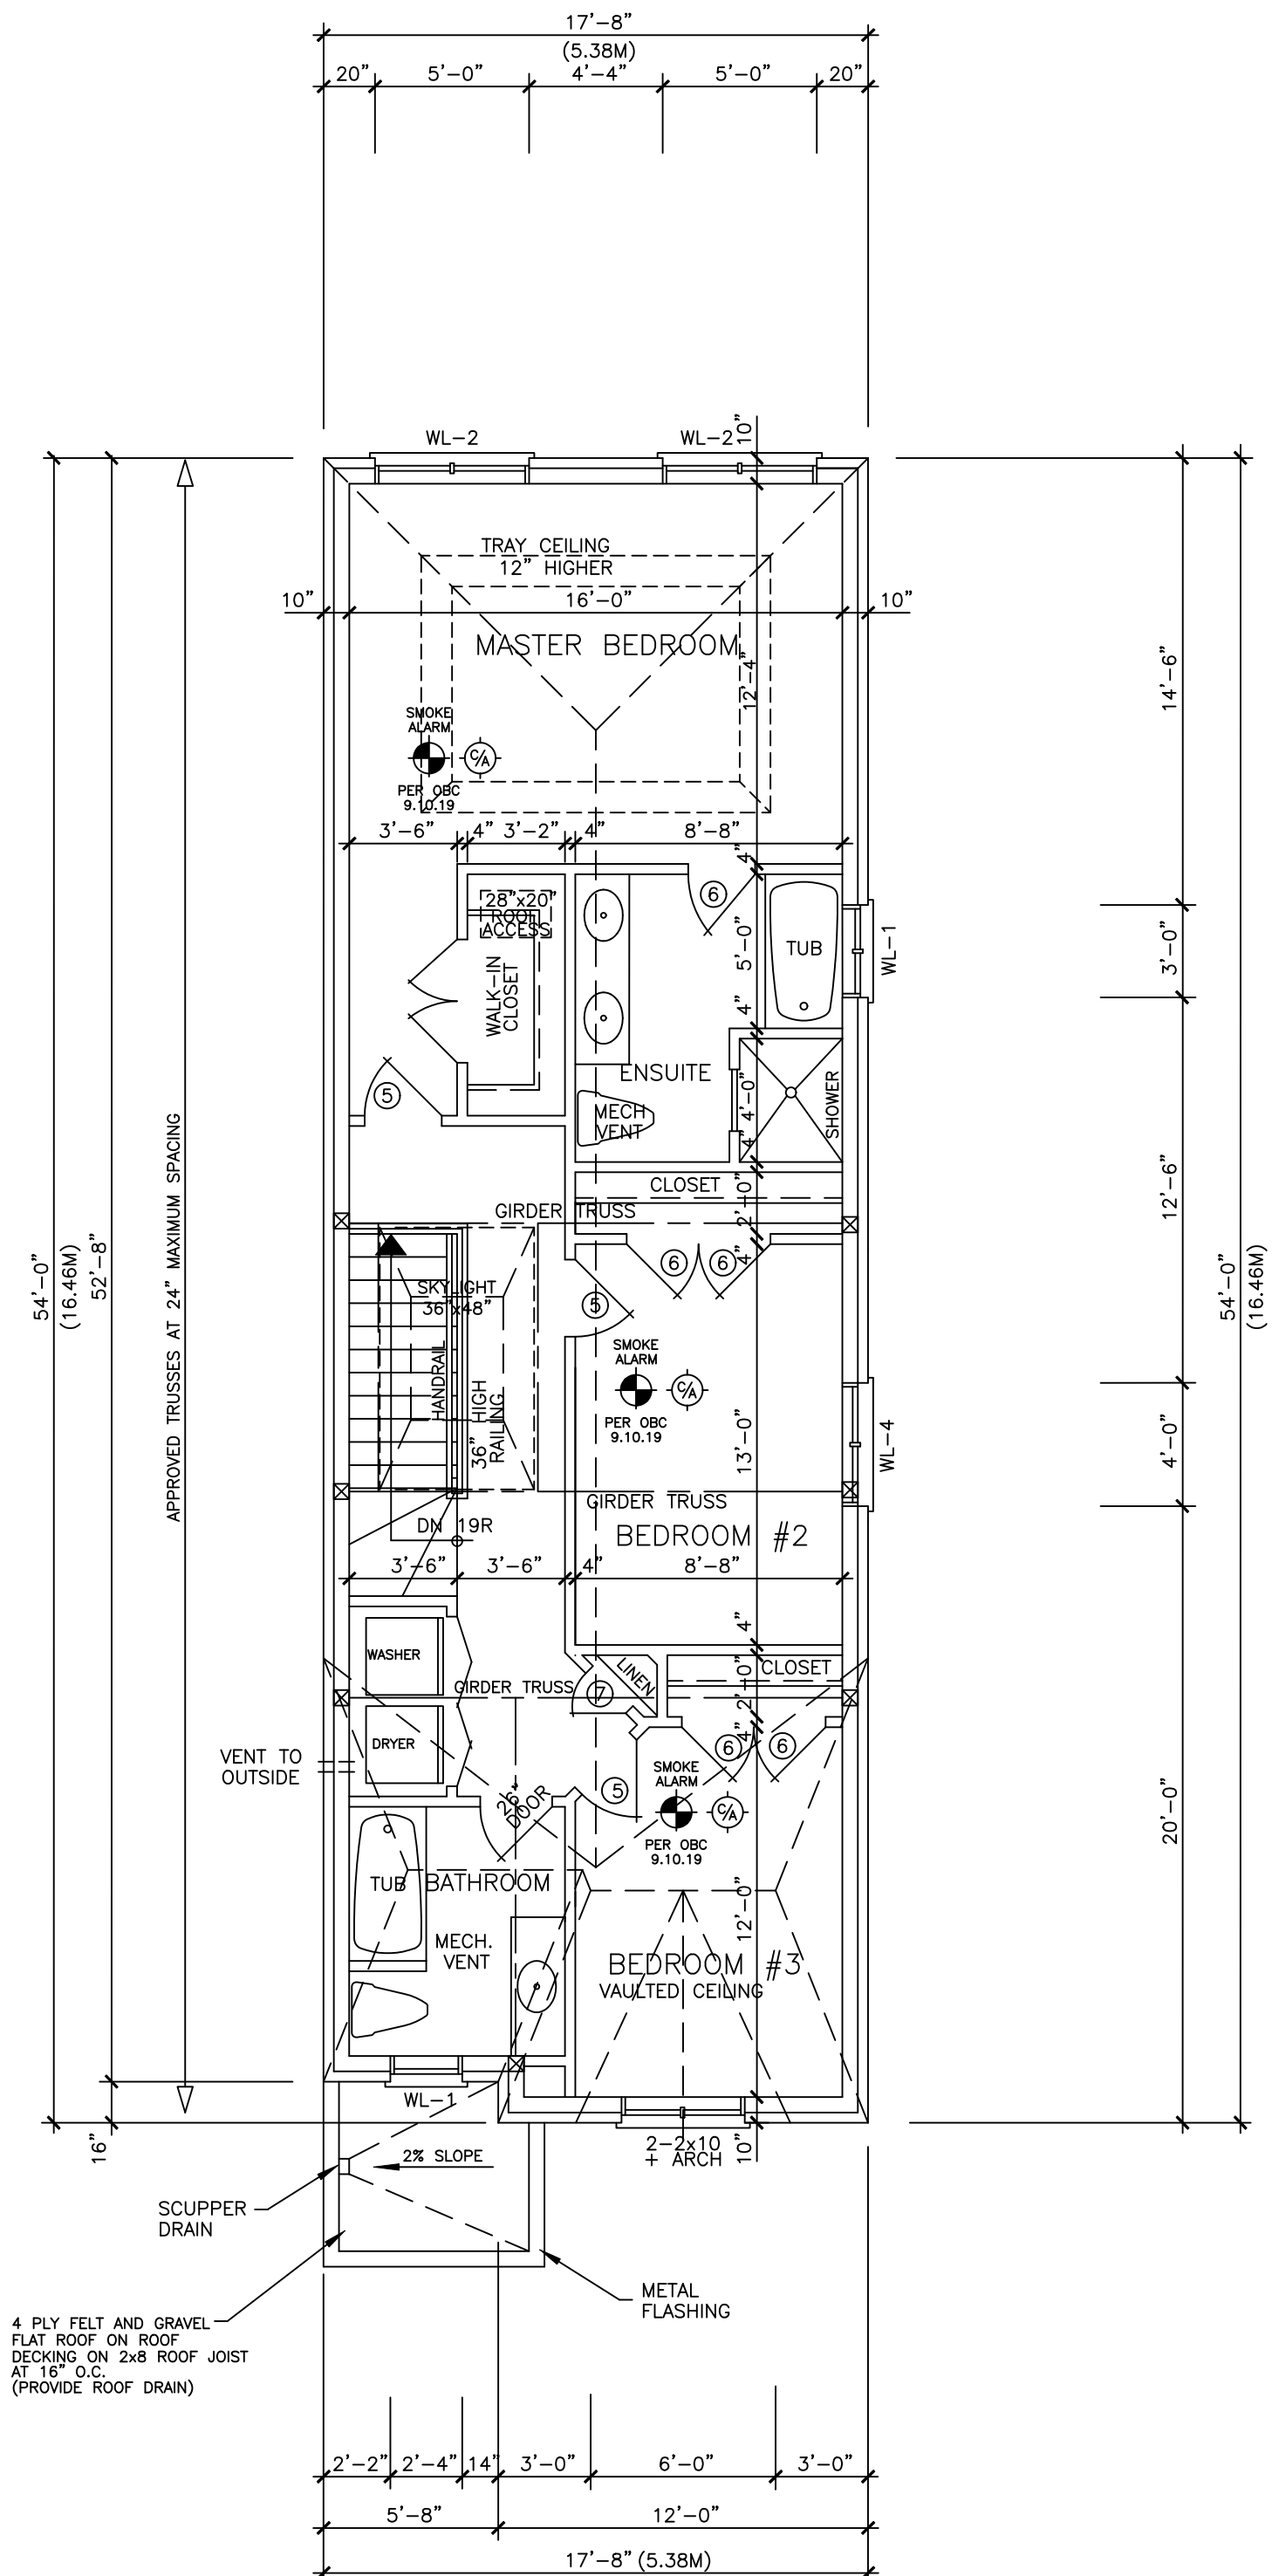 17'-8"
(5.38M)
20" 5'-0" 4'-4" 5'-0" 20"
WL-2 WL-2 10"
TRAY CEILING
12" HIGHER
10" 16'-0" 10"
MASTER BEDROOM
12'-4"
14'-6"
SMOKE
ALARM
C/A
PER OBC
9.10.19
3'-6" 4" 3'-2" 4" 8'-8"
4"
6
28"x20"
ROOF
ACCESS
5'-0"
TUB
WL-1
3'-0"
WALK-IN
CLOSET
4"
ENSUITE
5
MECH
VENT
4'-0"
SHOWER
4"
CLOSET
2'-0"
GIRDER TRUSS
12'-6"
4"
6 6
APPROVED TRUSSES AT 24" MAXIMUM SPACING
54'-0"
(16.46M)
52'-8"
54'-0"
(16.46M)
SKYLIGHT
36"x48"
5
SMOKE
ALARM
C/A
PER OBC
9.10.19
HANDRAIL
36" HIGH
RAILING
13'-0"
WL-4
4'-0"
GIRDER TRUSS
DN 19R
BEDROOM #2
3'-6" 3'-6" 4" 8'-8"
4"
WASHER
LINEN
CLOSET
2'-0"
GIRDER TRUSS
7
4"
DRYER
6 6
VENT TO
OUTSIDE
SMOKE
ALARM
5
C/A
26"
DOOR
PER OBC
9.10.19
20'-0"
TUB
BATHROOM
12'-0"
MECH.
VENT
BEDROOM #3
VAULTED CEILING
WL-1
16"
2-2x10
+ ARCH
10"
2% SLOPE
SCUPPER
DRAIN
METAL
FLASHING
4 PLY FELT AND GRAVEL
FLAT ROOF ON ROOF
DECKING ON 2x8 ROOF JOIST
AT 16" O.C.
(PROVIDE ROOF DRAIN)
2'-2" 2'-4" 14" 3'-0" 6'-0" 3'-0"
5'-8" 12'-0"
17'-8" (5.38M)